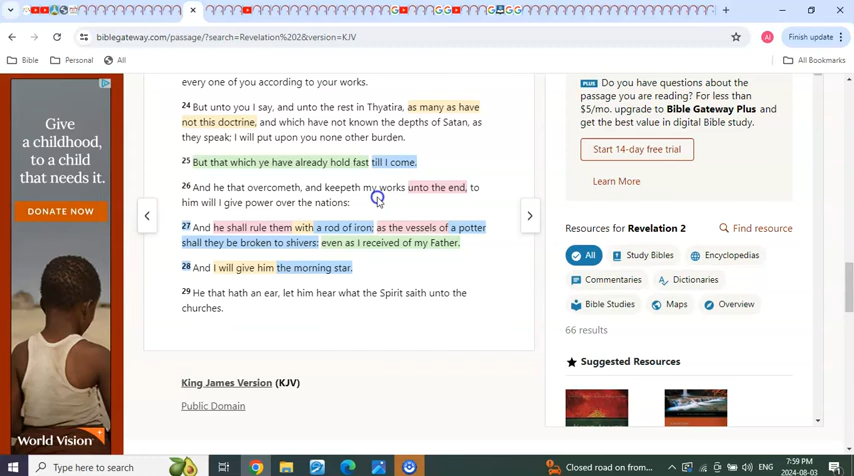 Finish update
biblegateway.com/passage/?search=Revelation%202&version=KJV
Bible
Personal
All
All Bookmarks
Give
a childhood,
to a child
that needs it.
DONATE NOW
World Vision
every one of you according to your works.
24 But unto you I say, and unto the rest in Thyatira, as many as have
not this doctrine, and which have not known the depths of Satan, as
they speak; I will put upon you none other burden.
25 But that which ye have already hold fast till I come.
26 And he that overcometh, and keepeth my works unto the end, to
him will I give power over the nations:
27 And he shall rule them with a rod of iron; as the vessels of a potter
shall they be broken to shivers: even as I received of my Father.
28 And I will give him the morning star.
29 He that hath an ear, let him hear what the Spirit saith unto the
churches.
King James Version (KJV)
Public Domain
PLUS Do you have questions about the
passage you are reading? For less than
$5/mo. upgrade to Bible Gateway Plus and
get the best value in digital Bible study.
Start 14-day free trial
Learn More
Resources for Revelation 2
Find resource
All
Study Bibles
Encyclopedias
Commentaries
Dictionaries
Bible Studies
Maps
Overview
66 results
Suggested Resources
Type here to search
Closed road on from...
7:59 PM
2024-08-03